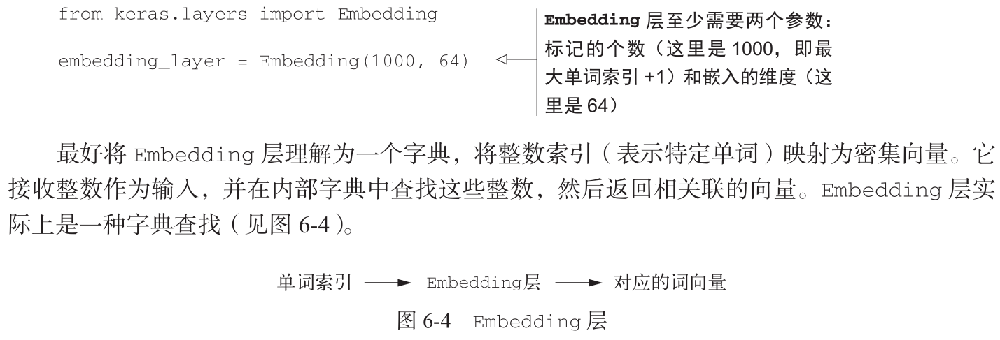 from keras.layers import Embedding
embedding_layer = Embedding(1000, 64)
Embedding 层至少需要两个参数：
标记的个数（这里是 1000，即最
大单词索引 +1）和嵌入的维度（这
里是 64）
最好将 Embedding 层理解为一个字典，将整数索引（表示特定单词）映射为密集向量。它
接收整数作为输入，并在内部字典中查找这些整数，然后返回相关联的向量。Embedding 层实
际上是一种字典查找（见图 6-4）。
单词索引 Embedding层 对应的词向量
图 6-4 Embedding 层